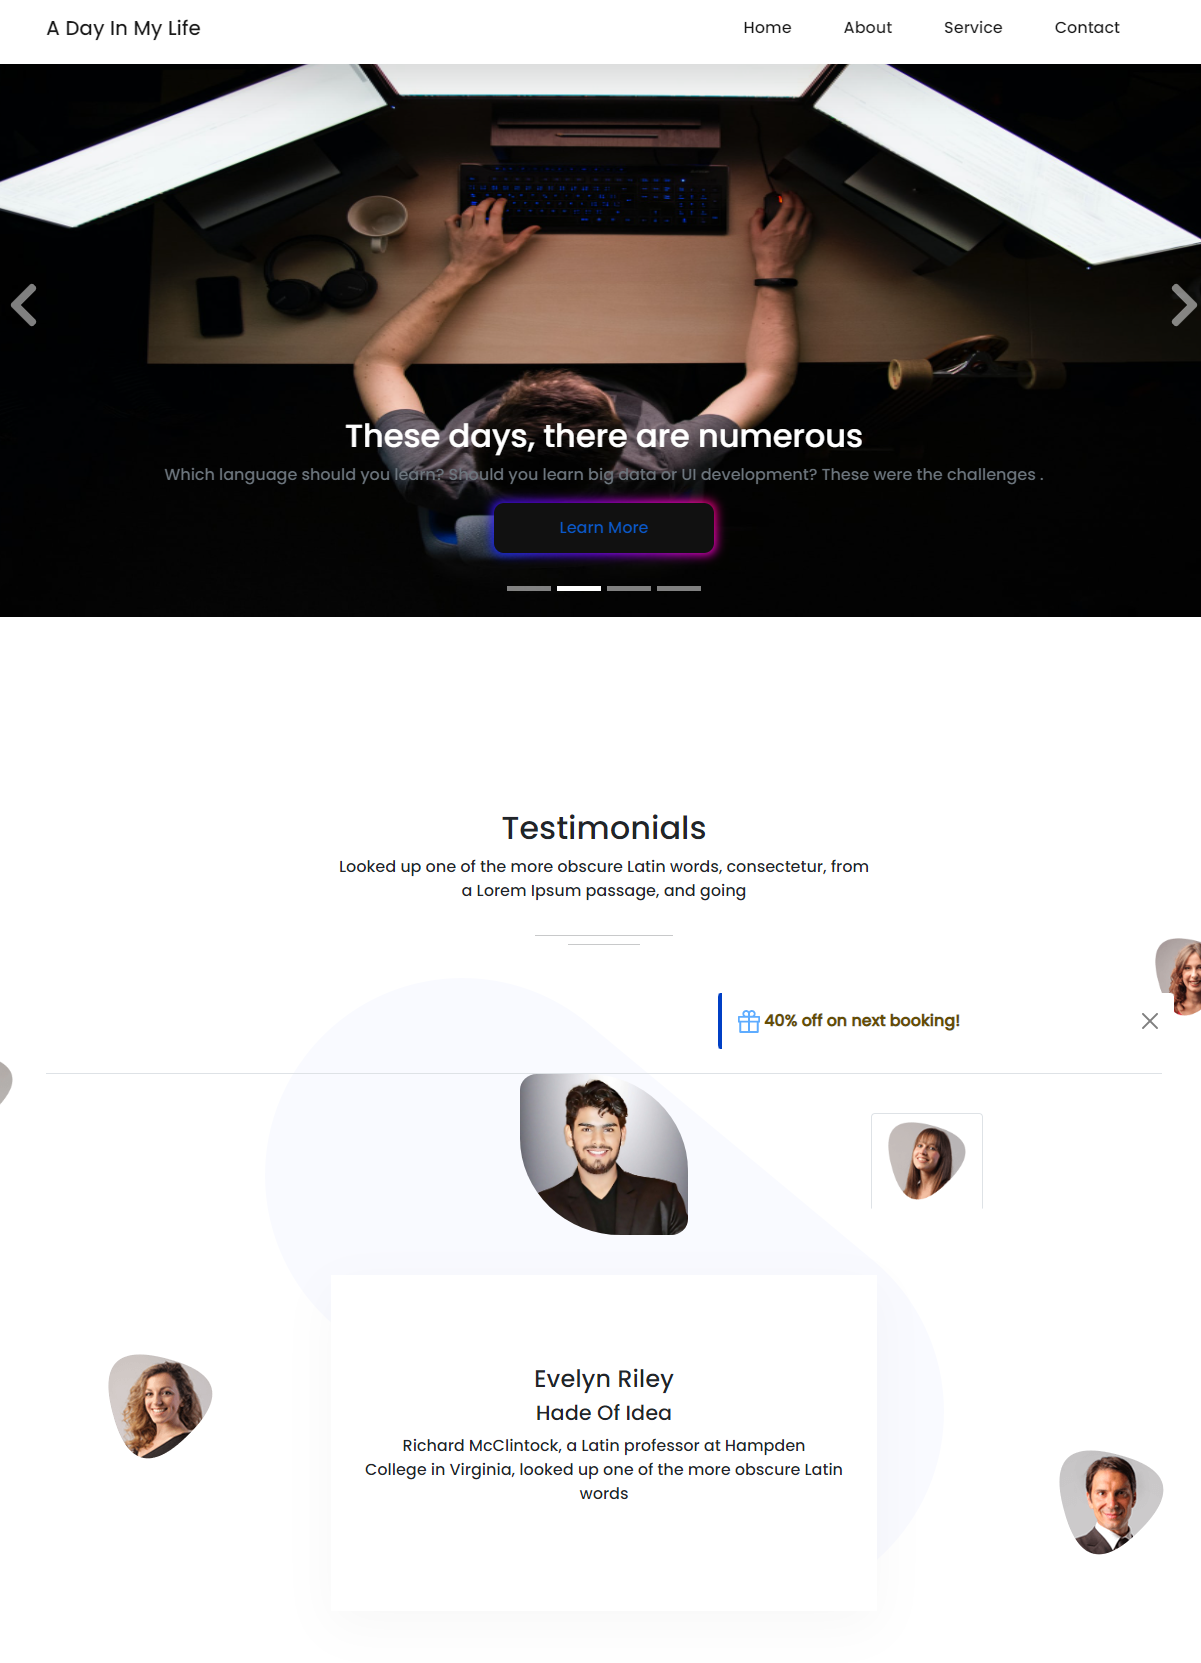 A Day In My Life
Home About Service Contact
These days, there are numerous
Which language should you learn? Should you learn big data or UI development? These were the challenges .
Learn More
Testimonials
Looked up one of the more obscure Latin words, consectetur, from
a Lorem Ipsum passage, and going
40% off on next booking!
Evelyn Riley
Hade Of Idea
Richard McClintock, a Latin professor at Hampden
College in Virginia, looked up one of the more obscure Latin
words